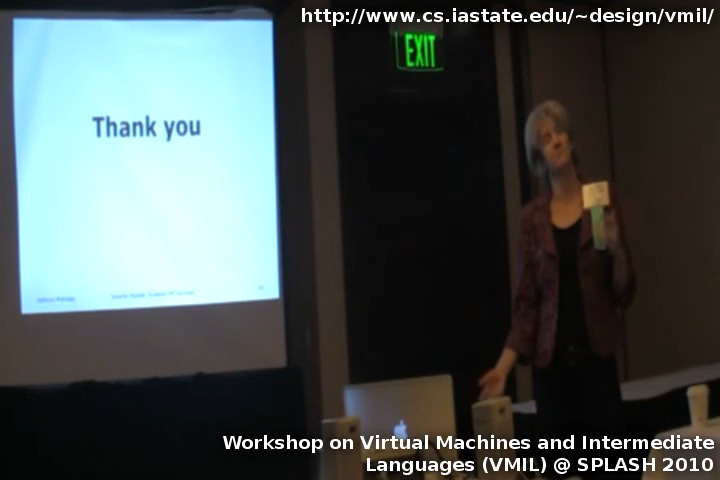 http://www.cs.iastate.edu/~design/vmil/
EXIT
Thank you
Workshop on Virtual Machines and Intermediate
Languages (VMIL) @ SPLASH 2010